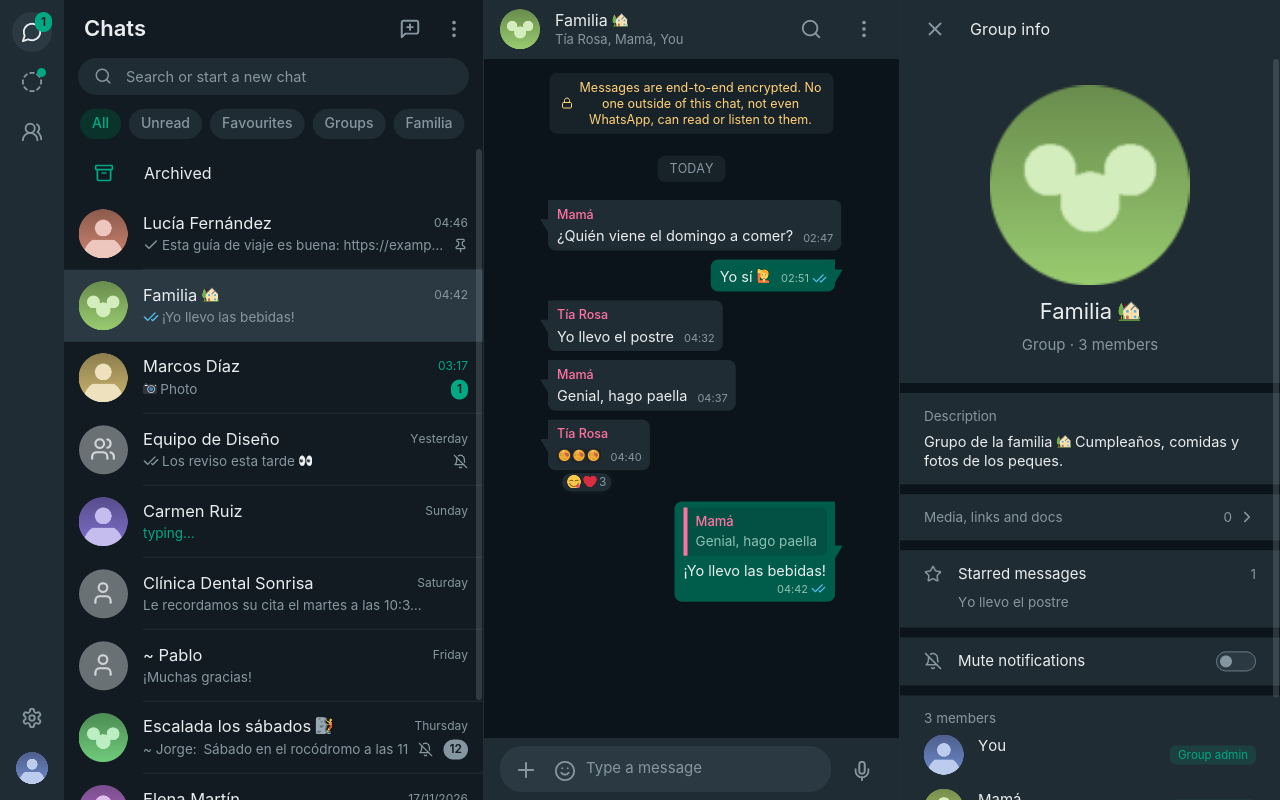 1
Chats
Search or start a new chat
All
Unread
Favourites
Groups
Familia
Archived
Lucía Fernández
04:46
Esta guía de viaje es buena: https://examp…
Familia 🏡
04:42
¡Yo llevo las bebidas!
Marcos Díaz
03:17
📷 Photo
1
Equipo de Diseño
Yesterday
Los reviso esta tarde 👀
Carmen Ruiz
Sunday
typing…
Clínica Dental Sonrisa
Saturday
Le recordamos su cita el martes a las 10:3…
~ Pablo
Friday
¡Muchas gracias!
Escalada los sábados 🧗
Thursday
~ Jorge: Sábado en el rocódromo a las 11
12
Elena Martín
17/11/2026
Familia 🏡
Tía Rosa, Mamá, You
Messages are end-to-end encrypted. No
one outside of this chat, not even
WhatsApp, can read or listen to them.
TODAY
Mamá
¿Quién viene el domingo a comer? 02:47
Yo sí 🙋 02:51
Tía Rosa
Yo llevo el postre 04:32
Mamá
Genial, hago paella 04:37
Tía Rosa
🥘🥘🥘 04:40
😋❤️ 3
Mamá
Genial, hago paella
¡Yo llevo las bebidas!
04:42
Type a message
Group info
Familia 🏡
Group · 3 members
Description
Grupo de la familia 🏡 Cumpleaños, comidas y
fotos de los peques.
Media, links and docs
0
Starred messages
1
Yo llevo el postre
Mute notifications
3 members
You
Group admin
Mamá